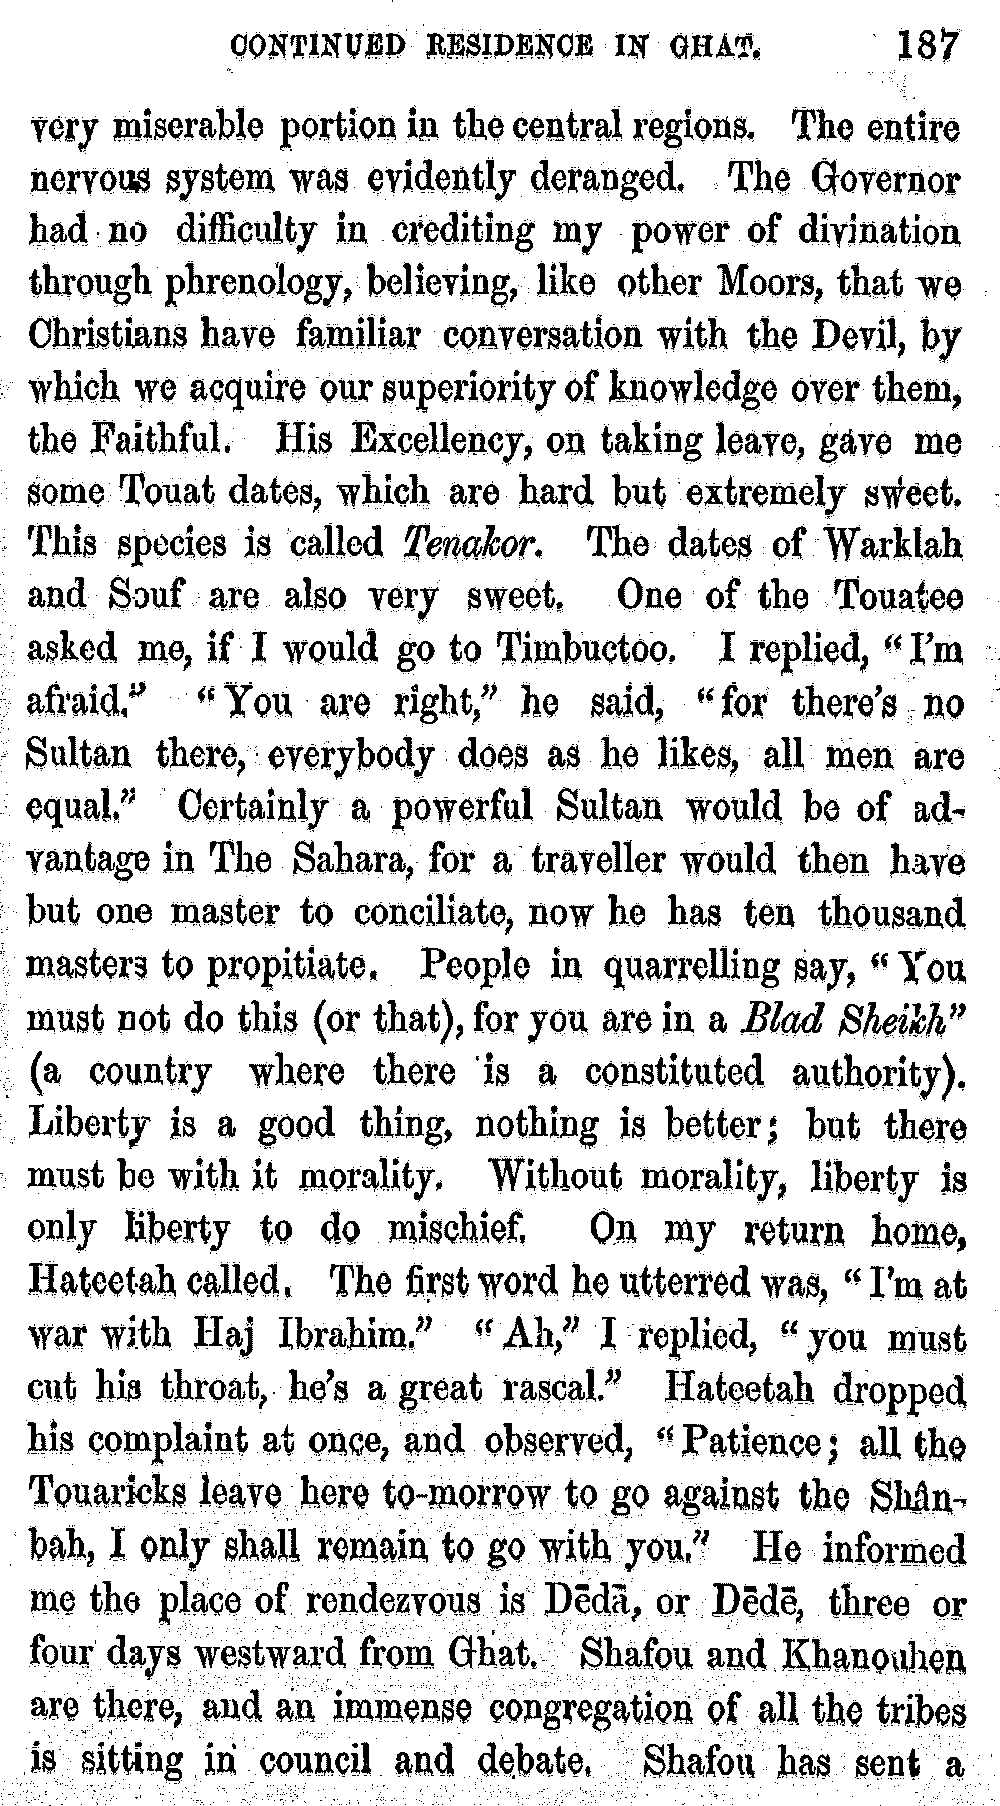 CONTINUED RESIDENCE IN GHAT. 187
very miserable portion in the central regions. The entire
nervous system was evidently deranged. The Governor
had no difficulty in crediting my power of divination
through phrenology, believing, like other Moors, that we
Christians have familiar conversation with the Devil, by
which we acquire our superiority of knowledge over them,
the Faithful. His Excellency, on taking leave, gave me
some Touat dates, which are hard but extremely sweet.
This species is called Tenakor. The dates of Warklah
and Souf are also very sweet. One of the Touatee
asked me, if I would go to Timbuctoo. I replied, “I’m
afraid.” “You are right,” he said, “for there’s no
Sultan there, everybody does as he likes, all men are
equal.” Certainly a powerful Sultan would be of ad-
vantage in The Sahara, for a traveller would then have
but one master to conciliate, now he has ten thousand
masters to propitiate. People in quarrelling say, “You
must not do this (or that), for you are in a Blad Sheikh”
(a country where there is a constituted authority).
Liberty is a good thing, nothing is better; but there
must be with it morality. Without morality, liberty is
only liberty to do mischief. On my return home,
Hateetah called. The first word he utterred was, “I’m at
war with Haj Ibrahim.” “Ah,” I replied, “you must
cut his throat, he’s a great rascal.” Hateetah dropped
his complaint at once, and observed, “Patience; all the
Touaricks leave here to-morrow to go against the Shân-
bah, I only shall remain to go with you.” He informed
me the place of rendezvous is Dēdā, or Dēdē, three or
four days westward from Ghat. Shafou and Khanouhen
are there, and an immense congregation of all the tribes
is sitting in council and debate. Shafou has sent a